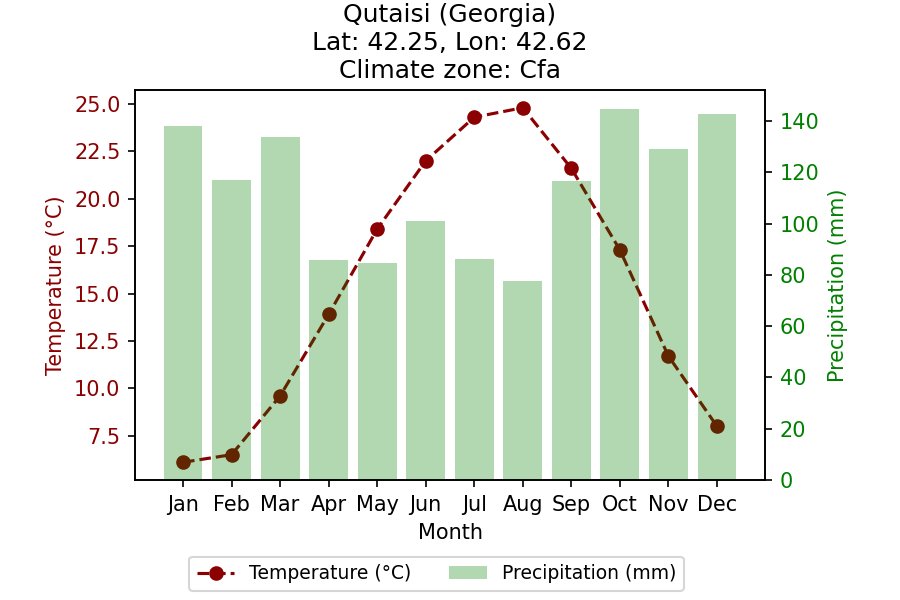 Qutaisi (Georgia)
Lat: 42.25, Lon: 42.62
Climate zone: Cfa
Temperature (°C)
25.0
22.5
20.0
17.5
15.0
12.5
10.0
7.5
Precipitation (mm)
140
120
100
80
60
40
20
0
Jan Feb Mar Apr May Jun Jul Aug Sep Oct Nov Dec
Month
Temperature (°C) Precipitation (mm)